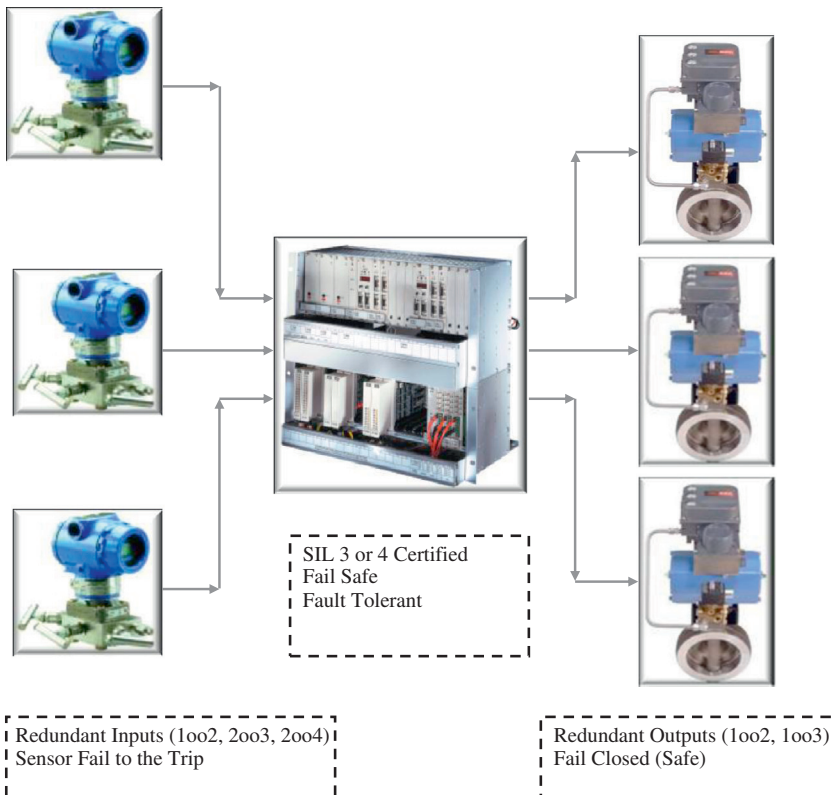 SIL 3 or 4 Certified
Fail Safe
Fault Tolerant
Redundant Inputs (1oo2, 2oo3, 2oo4)
Sensor Fail to the Trip
Redundant Outputs (1oo2, 1oo3)
Fail Closed (Safe)